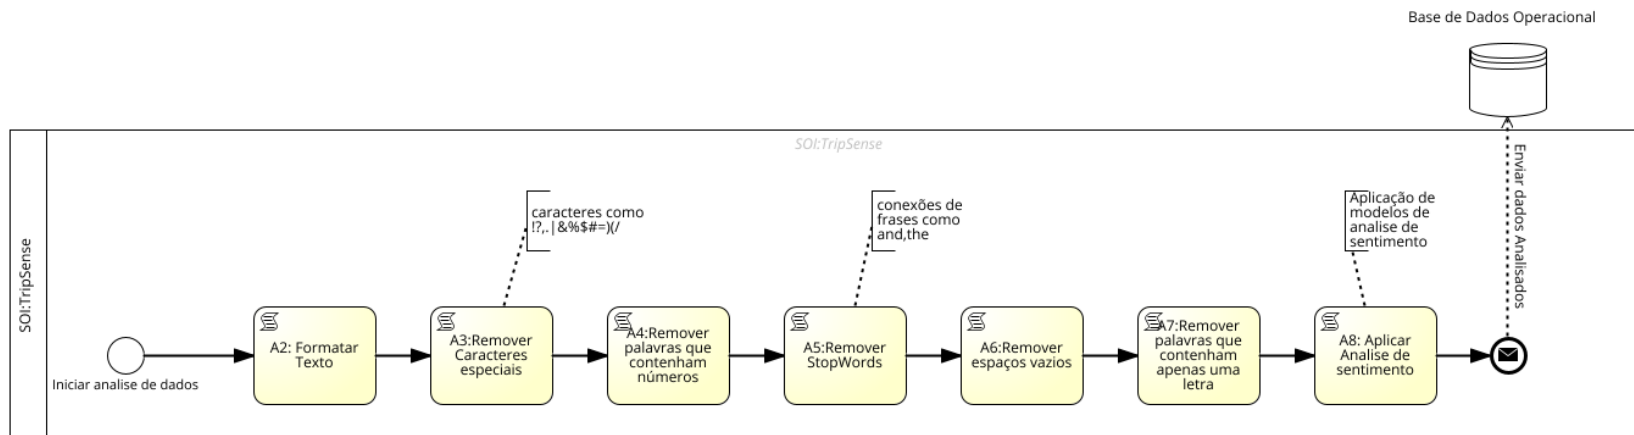 Base de Dados Operacional
SOI:TripSense
SOI:TripSense
Enviar dados Analisados
caracteres como
!?,.|&%$#=)(/
conexões de
frases como
and,the
Aplicação de
modelos de
analise de
sentimento
Iniciar analise de dados
A2: Formatar
Texto
A3:Remover
Caracteres
especiais
A4:Remover
palavras que
contenham
números
A5:Remover
StopWords
A6:Remover
espaços vazios
A7:Remover
palavras que
contenham
apenas uma
letra
A8: Aplicar
Analise de
sentimento